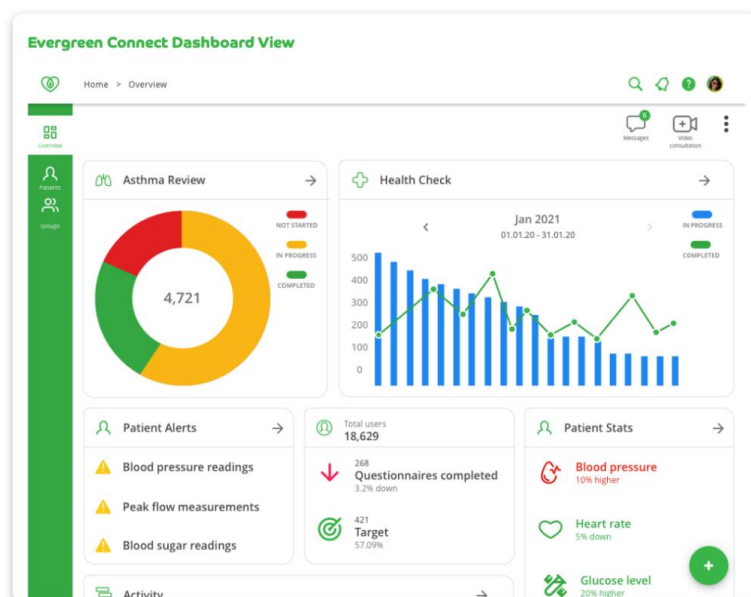 Evergreen Connect Dashboard View
Home > Overview
?
Overview
Patients
Groups
6
Messages
Video
consultation
Asthma Review
NOT STARTED
IN PROGRESS
COMPLETED
4,721
Health Check
Jan 2021
01.01.20 - 31.01.20
IN PROGRESS
COMPLETED
500
400
300
200
100
0
Patient Alerts
Blood pressure readings
Peak flow measurements
Blood sugar readings
Total users
18,629
268
Questionnaires completed
3.2% down
421
Target
57.09%
Patient Stats
Blood pressure
10% higher
Heart rate
5% down
Glucose level
20% higher
Activity